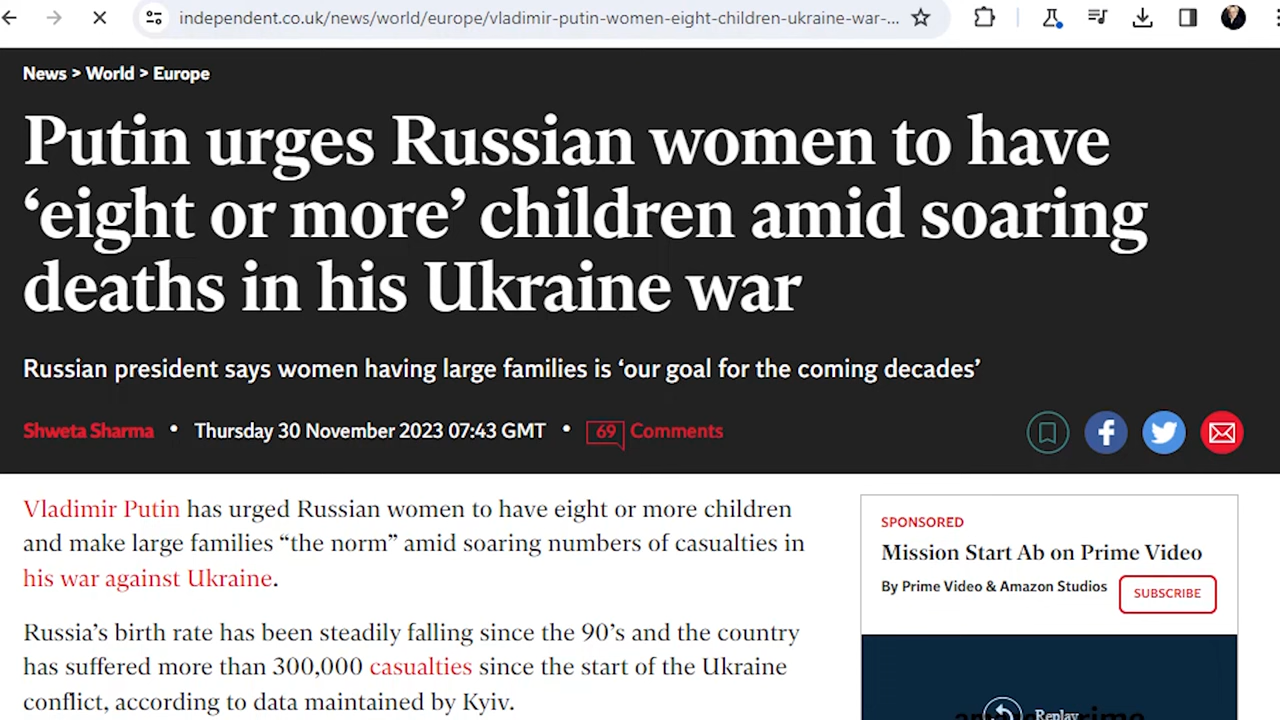 independent.co.uk/news/world/europe/vladimir-putin-women-eight-children-ukraine-war-...
News > World > Europe
Putin urges Russian women to have
‘eight or more’ children amid soaring
deaths in his Ukraine war
Russian president says women having large families is ‘our goal for the coming decades’
Shweta Sharma • Thursday 30 November 2023 07:43 GMT • 69 Comments
Vladimir Putin has urged Russian women to have eight or more children
and make large families “the norm” amid soaring numbers of casualties in
his war against Ukraine.
Russia’s birth rate has been steadily falling since the 90’s and the country
has suffered more than 300,000 casualties since the start of the Ukraine
conflict, according to data maintained by Kyiv.
SPONSORED
Mission Start Ab on Prime Video
By Prime Video & Amazon Studios
SUBSCRIBE
Replay